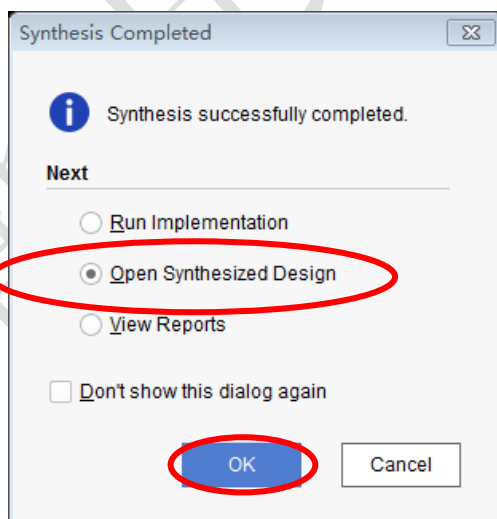 Synthesis Completed
Synthesis successfully completed.
Next
Run Implementation
Open Synthesized Design
View Reports
Don't show this dialog again
OK
Cancel